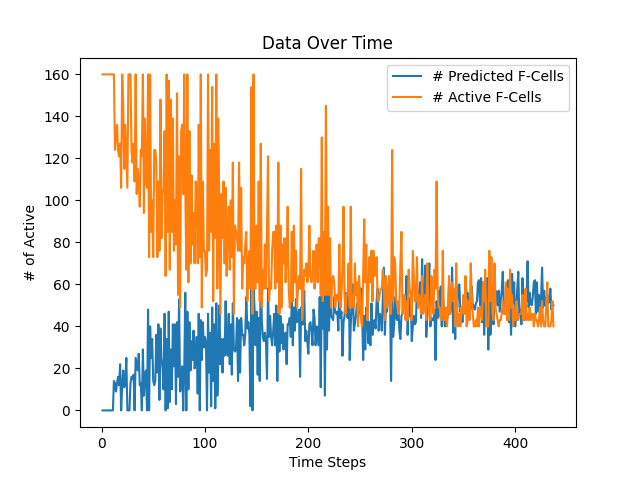 Data Over Time
# Predicted F-Cells
# Active F-Cells
160
140
120
100
80
60
40
20
0
# of Active
0 100 200 300 400
Time Steps